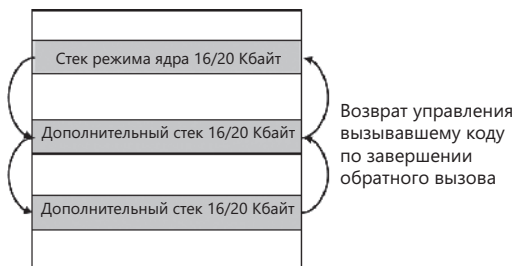 Стек режима ядра 16/20 Кбайт
Дополнительный стек 16/20 Кбайт
Дополнительный стек 16/20 Кбайт
Возврат управления
вызывавшему коду
по завершении
обратного вызова